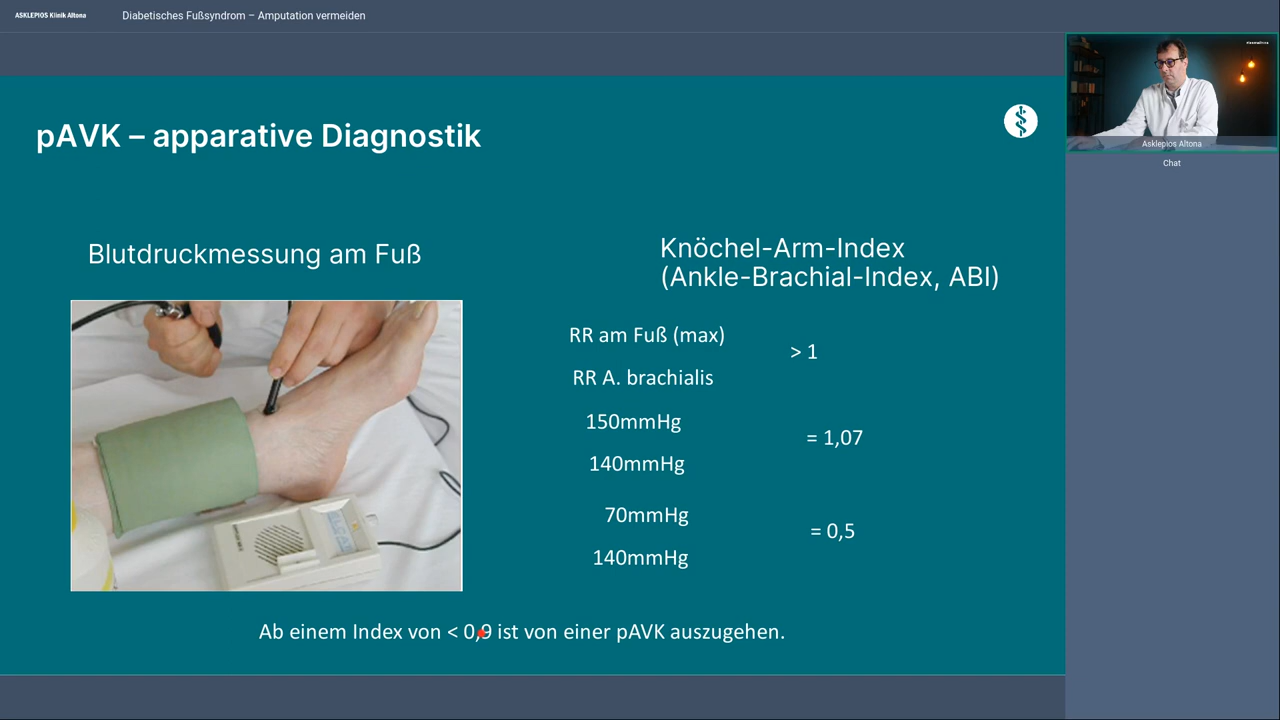 ASKLEPIOS Klinik Altona
Diabetisches Fußsyndrom – Amputation vermeiden
pAVK – apparative Diagnostik
Blutdruckmessung am Fuß
Knöchel-Arm-Index
(Ankle-Brachial-Index, ABI)
RR am Fuß (max)
> 1
RR A. brachialis
150mmHg
= 1,07
140mmHg
70mmHg
= 0,5
140mmHg
Ab einem Index von < 0,9 ist von einer pAVK auszugehen.
Asklepios Altona
Chat